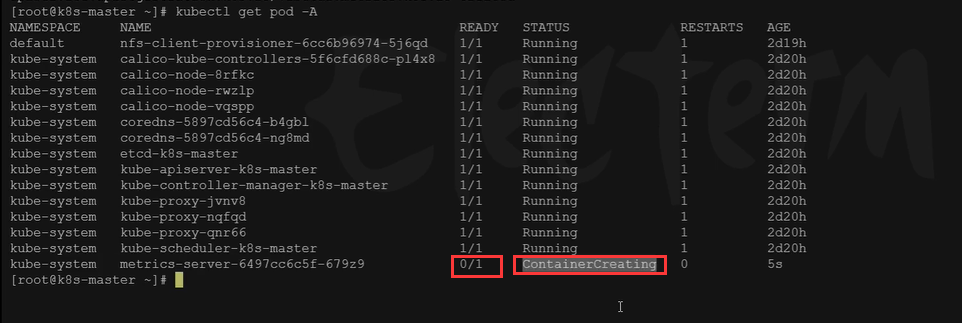 [root@k8s-master ~]# kubectl get pod -A
NAMESPACE NAME READY STATUS RESTARTS AGE
default nfs-client-provisioner-6cc6b96974-5j6qd 1/1 Running 1 2d19h
kube-system calico-kube-controllers-5f6cfd688c-pl4x8 1/1 Running 1 2d20h
kube-system calico-node-8rfkc 1/1 Running 1 2d20h
kube-system calico-node-rwzlp 1/1 Running 1 2d20h
kube-system calico-node-vqspp 1/1 Running 1 2d20h
kube-system coredns-5897cd56c4-b4gbl 1/1 Running 1 2d20h
kube-system coredns-5897cd56c4-ng8md 1/1 Running 1 2d20h
kube-system etcd-k8s-master 1/1 Running 1 2d20h
kube-system kube-apiserver-k8s-master 1/1 Running 1 2d20h
kube-system kube-controller-manager-k8s-master 1/1 Running 1 2d20h
kube-system kube-proxy-jvnv8 1/1 Running 1 2d20h
kube-system kube-proxy-nqfqd 1/1 Running 1 2d20h
kube-system kube-proxy-qnr66 1/1 Running 1 2d20h
kube-system kube-scheduler-k8s-master 1/1 Running 1 2d20h
kube-system metrics-server-6497cc6c5f-679z9 0/1 ContainerCreating 0 5s
[root@k8s-master ~]#
electerm